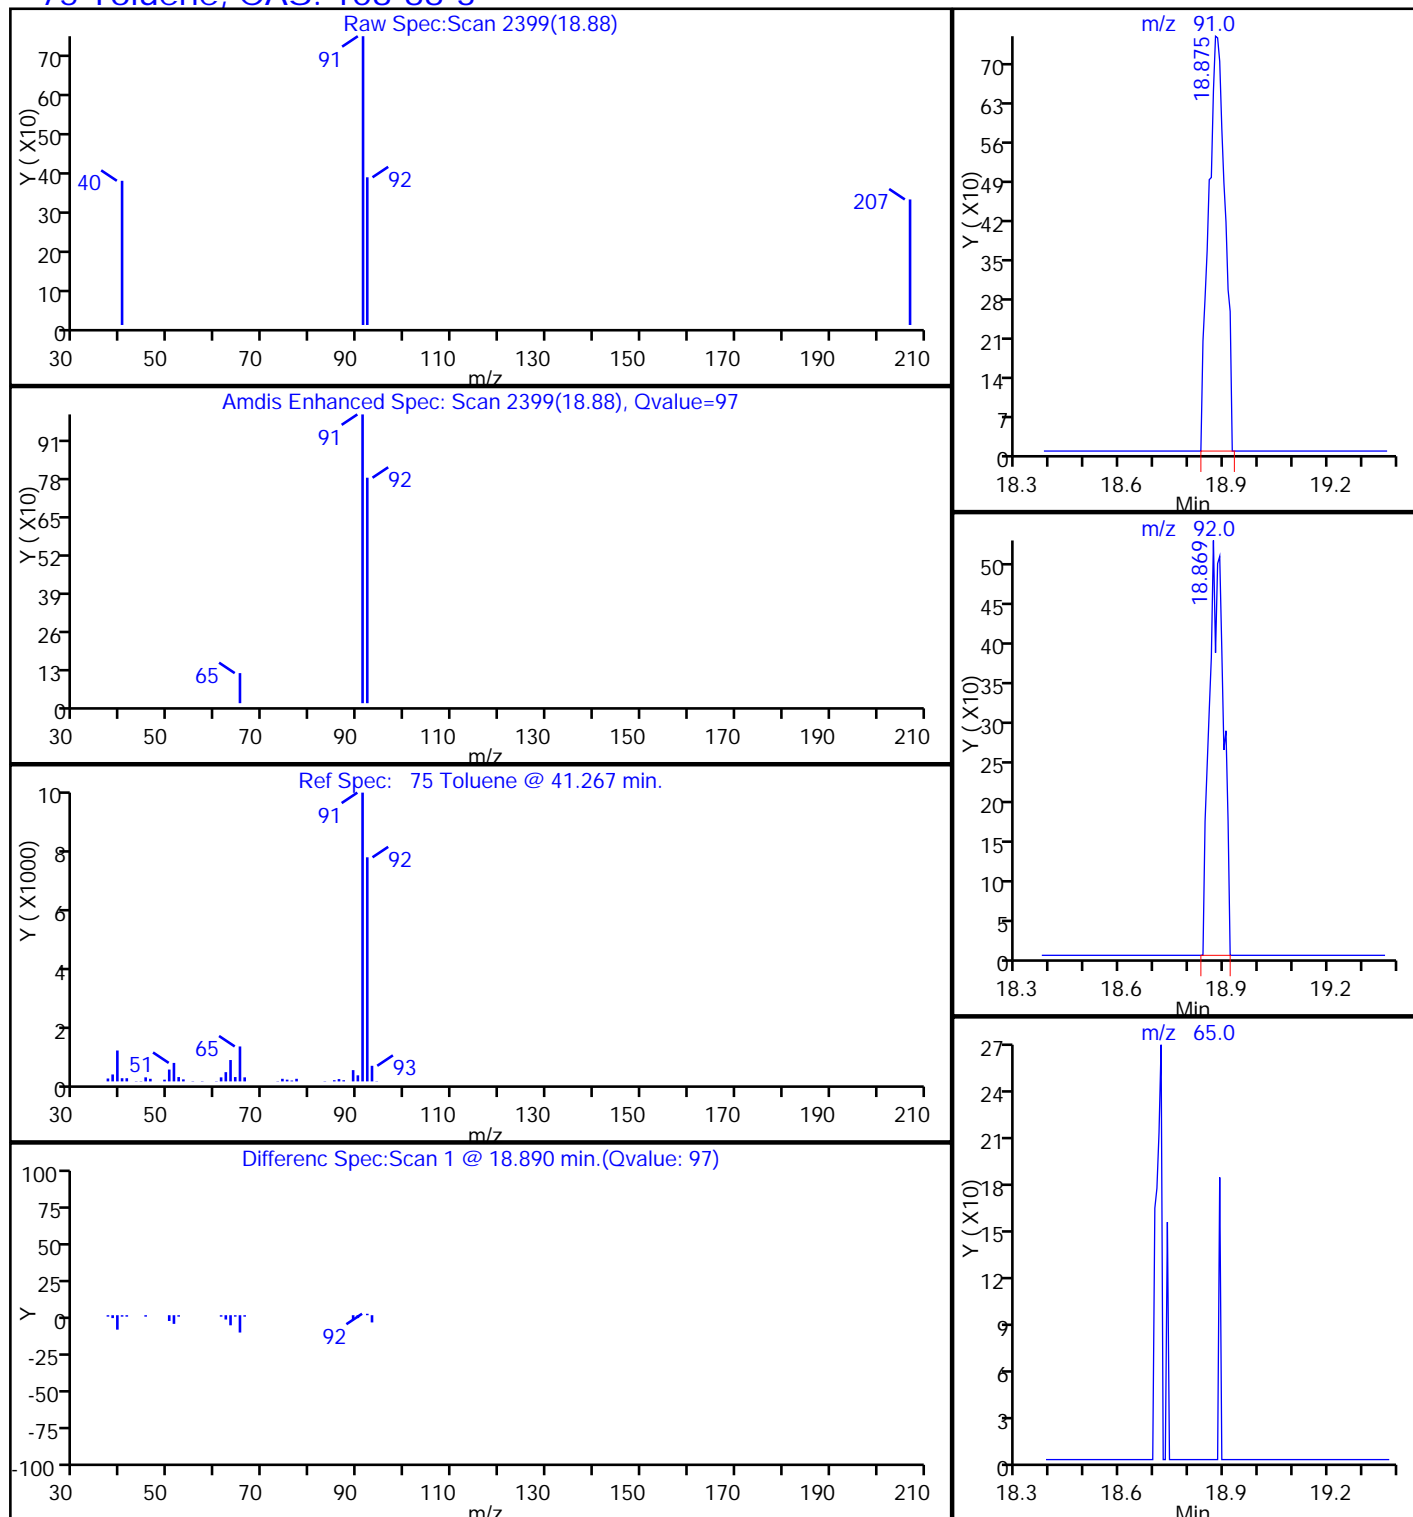 75 Toluene, CAS: 108-88-3
Raw Spec:Scan 2399(18.88)
Y ( X10)
70
60
50
40
30
20
10
0
91
40
92
207
30 50 70 90 110 130 150 170 190 210
m/z
Amdis Enhanced Spec: Scan 2399(18.88), Qvalue=97
Y ( X10)
91
78
65
52
39
26
13
0
91
92
65
30 50 70 90 110 130 150 170 190 210
m/z
Ref Spec: 75 Toluene @ 41.267 min.
Y ( X1000)
10
8
6
4
2
0
91
92
51
65
93
30 50 70 90 110 130 150 170 190 210
m/z
Differenc Spec:Scan 1 @ 18.890 min.(Qvalue: 97)
Y
100
75
50
25
0
-25
-50
-75
-100
92
30 50 70 90 110 130 150 170 190 210
m/z
m/z 91.0
Y ( X10)
70
63
56
49
42
35
28
21
14
7
0
18.875
18.3 18.6 18.9 19.2
Min
m/z 92.0
Y ( X10)
50
45
40
35
30
25
20
15
10
5
0
18.869
18.3 18.6 18.9 19.2
Min
m/z 65.0
Y ( X10)
27
24
21
18
15
12
9
6
3
0
18.3 18.6 18.9 19.2
Min